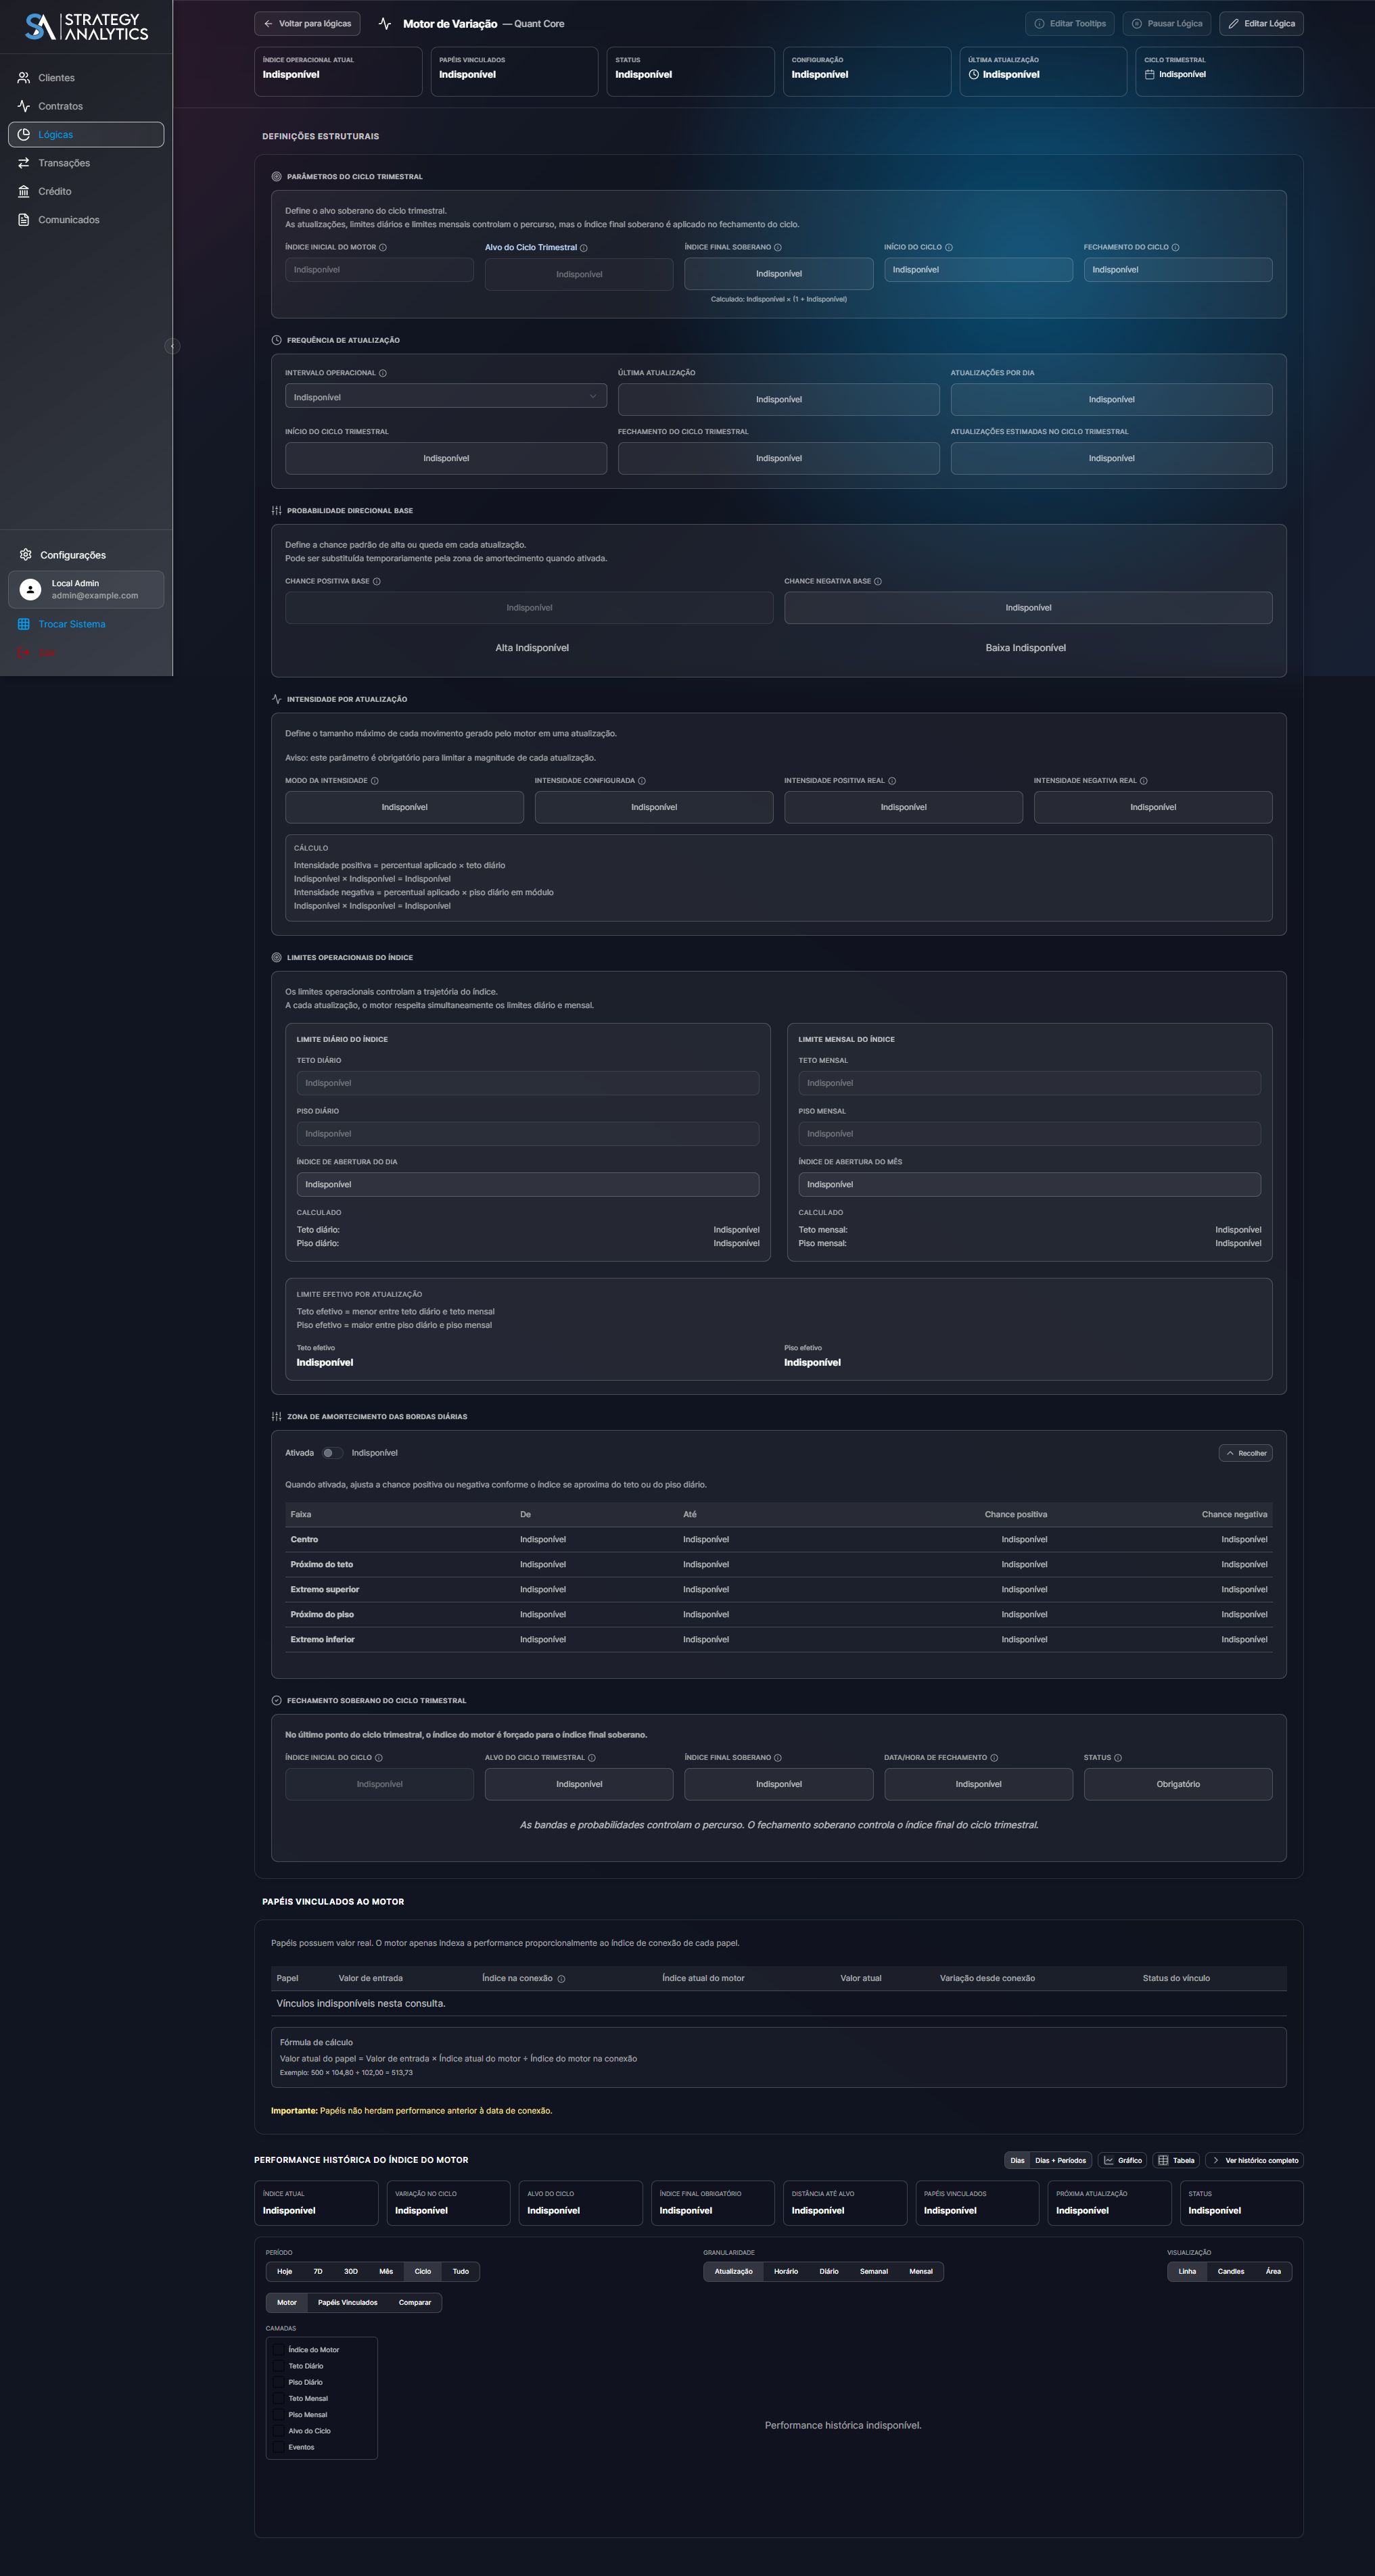 STRATEGY
ANALYTICS
Clientes
Contratos
Lógicas
Transações
Crédito
Comunicados
Configurações
Local Admin
admin@example.com
Trocar Sistema
Voltar para lógicas
Motor de Variação — Quant Core
Editar Tooltips
Pausar Lógica
Editar Lógica
ÍNDICE OPERACIONAL ATUAL
Indisponível
PAPÉIS VINCULADOS
Indisponível
STATUS
Indisponível
CONFIGURAÇÃO
Indisponível
ÚLTIMA ATUALIZAÇÃO
Indisponível
CICLO TRIMESTRAL
Indisponível
DEFINIÇÕES ESTRUTURAIS
PARÂMETROS DO CICLO TRIMESTRAL
Define o alvo soberano do ciclo trimestral.
As atualizações, limites diários e limites mensais controlam o percurso, mas o índice final soberano é aplicado no fechamento do ciclo.
ÍNDICE INICIAL DO MOTOR
Indisponível
Alvo do Ciclo Trimestral
Indisponível
ÍNDICE FINAL SOBERANO
Indisponível
Calculado: Indisponível × (1 + Indisponível)
INÍCIO DO CICLO
Indisponível
FECHAMENTO DO CICLO
Indisponível
FREQUÊNCIA DE ATUALIZAÇÃO
INTERVALO OPERACIONAL
Indisponível
ÚLTIMA ATUALIZAÇÃO
Indisponível
ATUALIZAÇÕES POR DIA
Indisponível
INÍCIO DO CICLO TRIMESTRAL
Indisponível
FECHAMENTO DO CICLO TRIMESTRAL
Indisponível
ATUALIZAÇÕES ESTIMADAS NO CICLO TRIMESTRAL
Indisponível
PROBABILIDADE DIRECIONAL BASE
Define a chance padrão de alta ou queda em cada atualização.
Pode ser substituída temporariamente pela zona de amortecimento quando ativada.
CHANCE POSITIVA BASE
Indisponível
CHANCE NEGATIVA BASE
Indisponível
Alta Indisponível
Baixa Indisponível
INTENSIDADE POR ATUALIZAÇÃO
Define o tamanho máximo de cada movimento gerado pelo motor em uma atualização.
Aviso: este parâmetro é obrigatório para limitar a magnitude de cada atualização.
MODO DA INTENSIDADE
Indisponível
INTENSIDADE CONFIGURADA
Indisponível
INTENSIDADE POSITIVA REAL
Indisponível
INTENSIDADE NEGATIVA REAL
Indisponível
CÁLCULO
Intensidade positiva = percentual aplicado × teto diário
Indisponível × Indisponível = Indisponível
Intensidade negativa = percentual aplicado × piso diário em módulo
Indisponível × Indisponível = Indisponível
LIMITES OPERACIONAIS DO ÍNDICE
Os limites operacionais controlam a trajetória do índice.
A cada atualização, o motor respeita simultaneamente os limites diário e mensal.
LIMITE DIÁRIO DO ÍNDICE
TETO DIÁRIO
Indisponível
PISO DIÁRIO
Indisponível
ÍNDICE DE ABERTURA DO DIA
Indisponível
CALCULADO
Teto diário: Indisponível
Piso diário: Indisponível
LIMITE MENSAL DO ÍNDICE
TETO MENSAL
Indisponível
PISO MENSAL
Indisponível
ÍNDICE DE ABERTURA DO MÊS
Indisponível
CALCULADO
Teto mensal: Indisponível
Piso mensal: Indisponível
LIMITE EFETIVO POR ATUALIZAÇÃO
Teto efetivo = menor entre teto diário e teto mensal
Piso efetivo = maior entre piso diário e piso mensal
Teto efetivo
Indisponível
Piso efetivo
Indisponível
ZONA DE AMORTECIMENTO DAS BORDAS DIÁRIAS
Ativada Indisponível
Recolher
Quando ativada, ajusta a chance positiva ou negativa conforme o índice se aproxima do teto ou do piso diário.
Faixa De Até Chance positiva Chance negativa
Centro Indisponível Indisponível Indisponível Indisponível
Próximo do teto Indisponível Indisponível Indisponível Indisponível
Extremo superior Indisponível Indisponível Indisponível Indisponível
Próximo do piso Indisponível Indisponível Indisponível Indisponível
Extremo inferior Indisponível Indisponível Indisponível Indisponível
FECHAMENTO SOBERANO DO CICLO TRIMESTRAL
No último ponto do ciclo trimestral, o índice do motor é forçado para o índice final soberano.
ÍNDICE INICIAL DO CICLO
Indisponível
ALVO DO CICLO TRIMESTRAL
Indisponível
ÍNDICE FINAL SOBERANO
Indisponível
DATA/HORA DE FECHAMENTO
Indisponível
STATUS
Obrigatório
As bandas e probabilidades controlam o percurso. O fechamento soberano controla o índice final do ciclo trimestral.
PAPÉIS VINCULADOS AO MOTOR
Papéis possuem valor real. O motor apenas indexa a performance proporcionalmente ao índice de conexão de cada papel.
Papel Valor de entrada Índice na conexão Índice atual do motor Valor atual Variação desde conexão Status do vínculo
Vínculos indisponíveis nesta consulta.
Fórmula de cálculo
Valor atual do papel = Valor de entrada × Índice atual do motor ÷ Índice do motor na conexão
Exemplo: 500 × 104,80 ÷ 102,00 = 513,73
Importante: Papéis não herdam performance anterior à data de conexão.
PERFORMANCE HISTÓRICA DO ÍNDICE DO MOTOR
Dias
Dias + Períodos
Gráfico
Tabela
Ver histórico completo
ÍNDICE ATUAL
Indisponível
VARIAÇÃO NO CICLO
Indisponível
ALVO DO CICLO
Indisponível
ÍNDICE FINAL OBRIGATÓRIO
Indisponível
DISTÂNCIA ATÉ ALVO
Indisponível
PAPÉIS VINCULADOS
Indisponível
PRÓXIMA ATUALIZAÇÃO
Indisponível
STATUS
Indisponível
PERÍODO
Hoje 7D 30D Mês Ciclo Tudo
GRANULARIDADE
Atualização Horário Diário Semanal Mensal
VISUALIZAÇÃO
Linha Candles Área
Motor Papéis Vinculados Comparar
CAMADAS
Índice do Motor
Teto Diário
Piso Diário
Teto Mensal
Piso Mensal
Alvo do Ciclo
Eventos
Performance histórica indisponível.